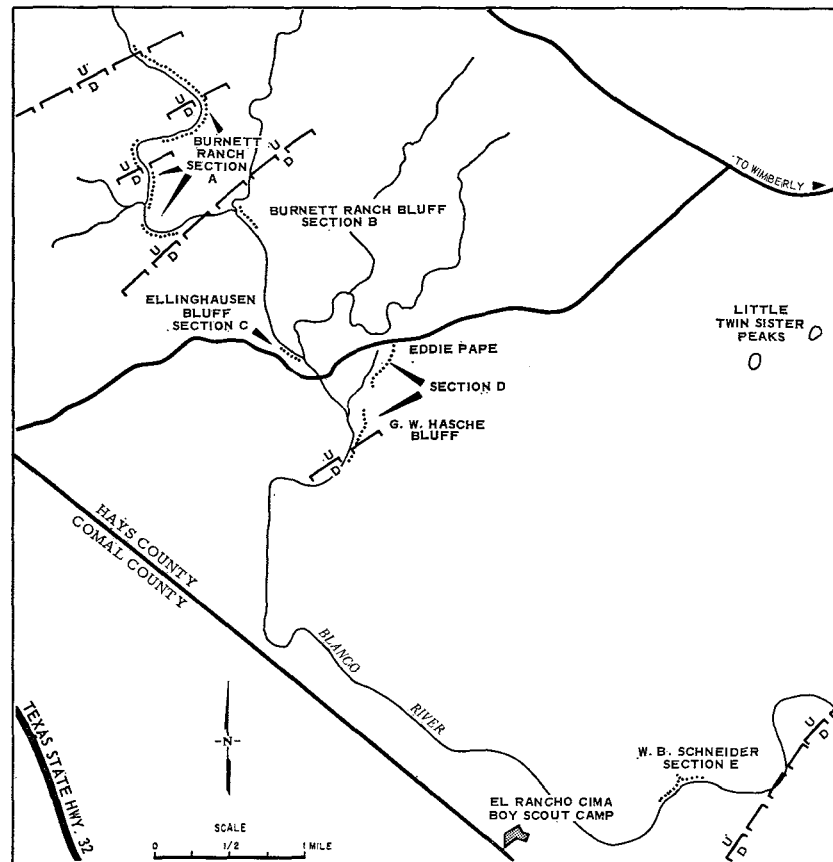 U
D
U
D
BURNETT
RANCH
SECTION
A
U
D
U
D
U
D
TO WIMBERLY
BURNETT RANCH BLUFF
SECTION B
ELLINGHAUSEN
BLUFF
SECTION C
LITTLE
TWIN SISTER
PEAKS
EDDIE PAPE
SECTION D
G. W. HASCHE
BLUFF
U
D
HAYS COUNTY
COMAL COUNTY
BLANCO
RIVER
TEXAS STATE HWY. 32
-N-
W. B. SCHNEIDER
SECTION E
U
D
EL RANCHO CIMA
BOY SCOUT CAMP
U
D
SCALE
0 1/2 1 MILE